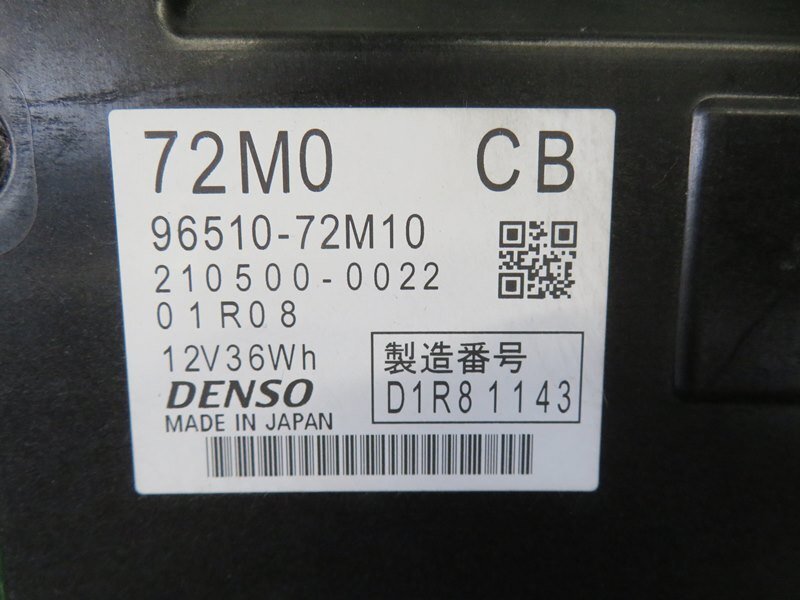 72M0 CB
96510-72M10
210500-0022
01R08
12V36Wh
製造番号
DENSO
D1R81143
MADE IN JAPAN